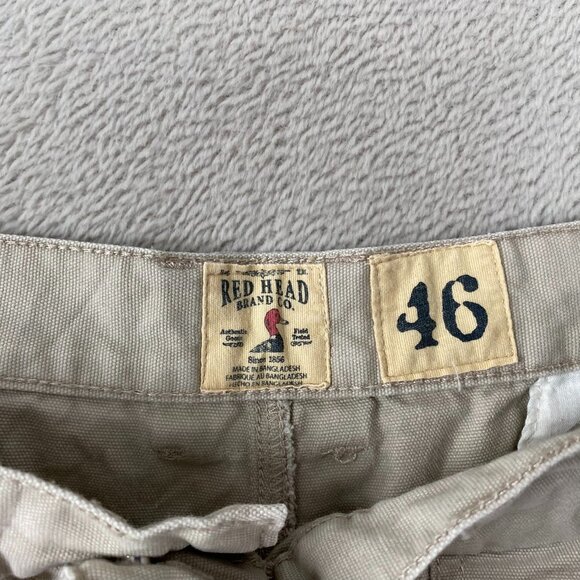 RED HEAD
BRAND CO.
Authentic Goods
Field Tested
Since 1856
MADE IN BANGLADESH
FABRIQUÉ AU BANGLADESH
HECHO EN BANGLADESH
46